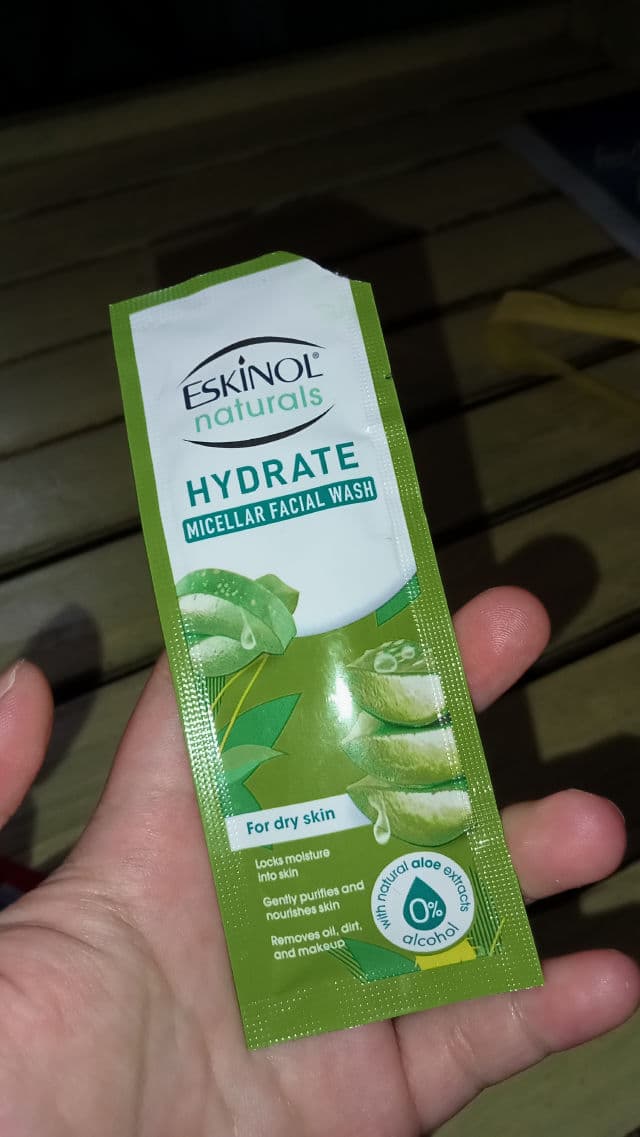 ESKINOL®
naturals
HYDRATE
MICELLAR FACIAL WASH
For dry skin
Locks moisture
into skin
Gently purifies and
nourishes skin
Removes oil, dirt,
and makeup
with natural aloe extracts
0%
alcohol